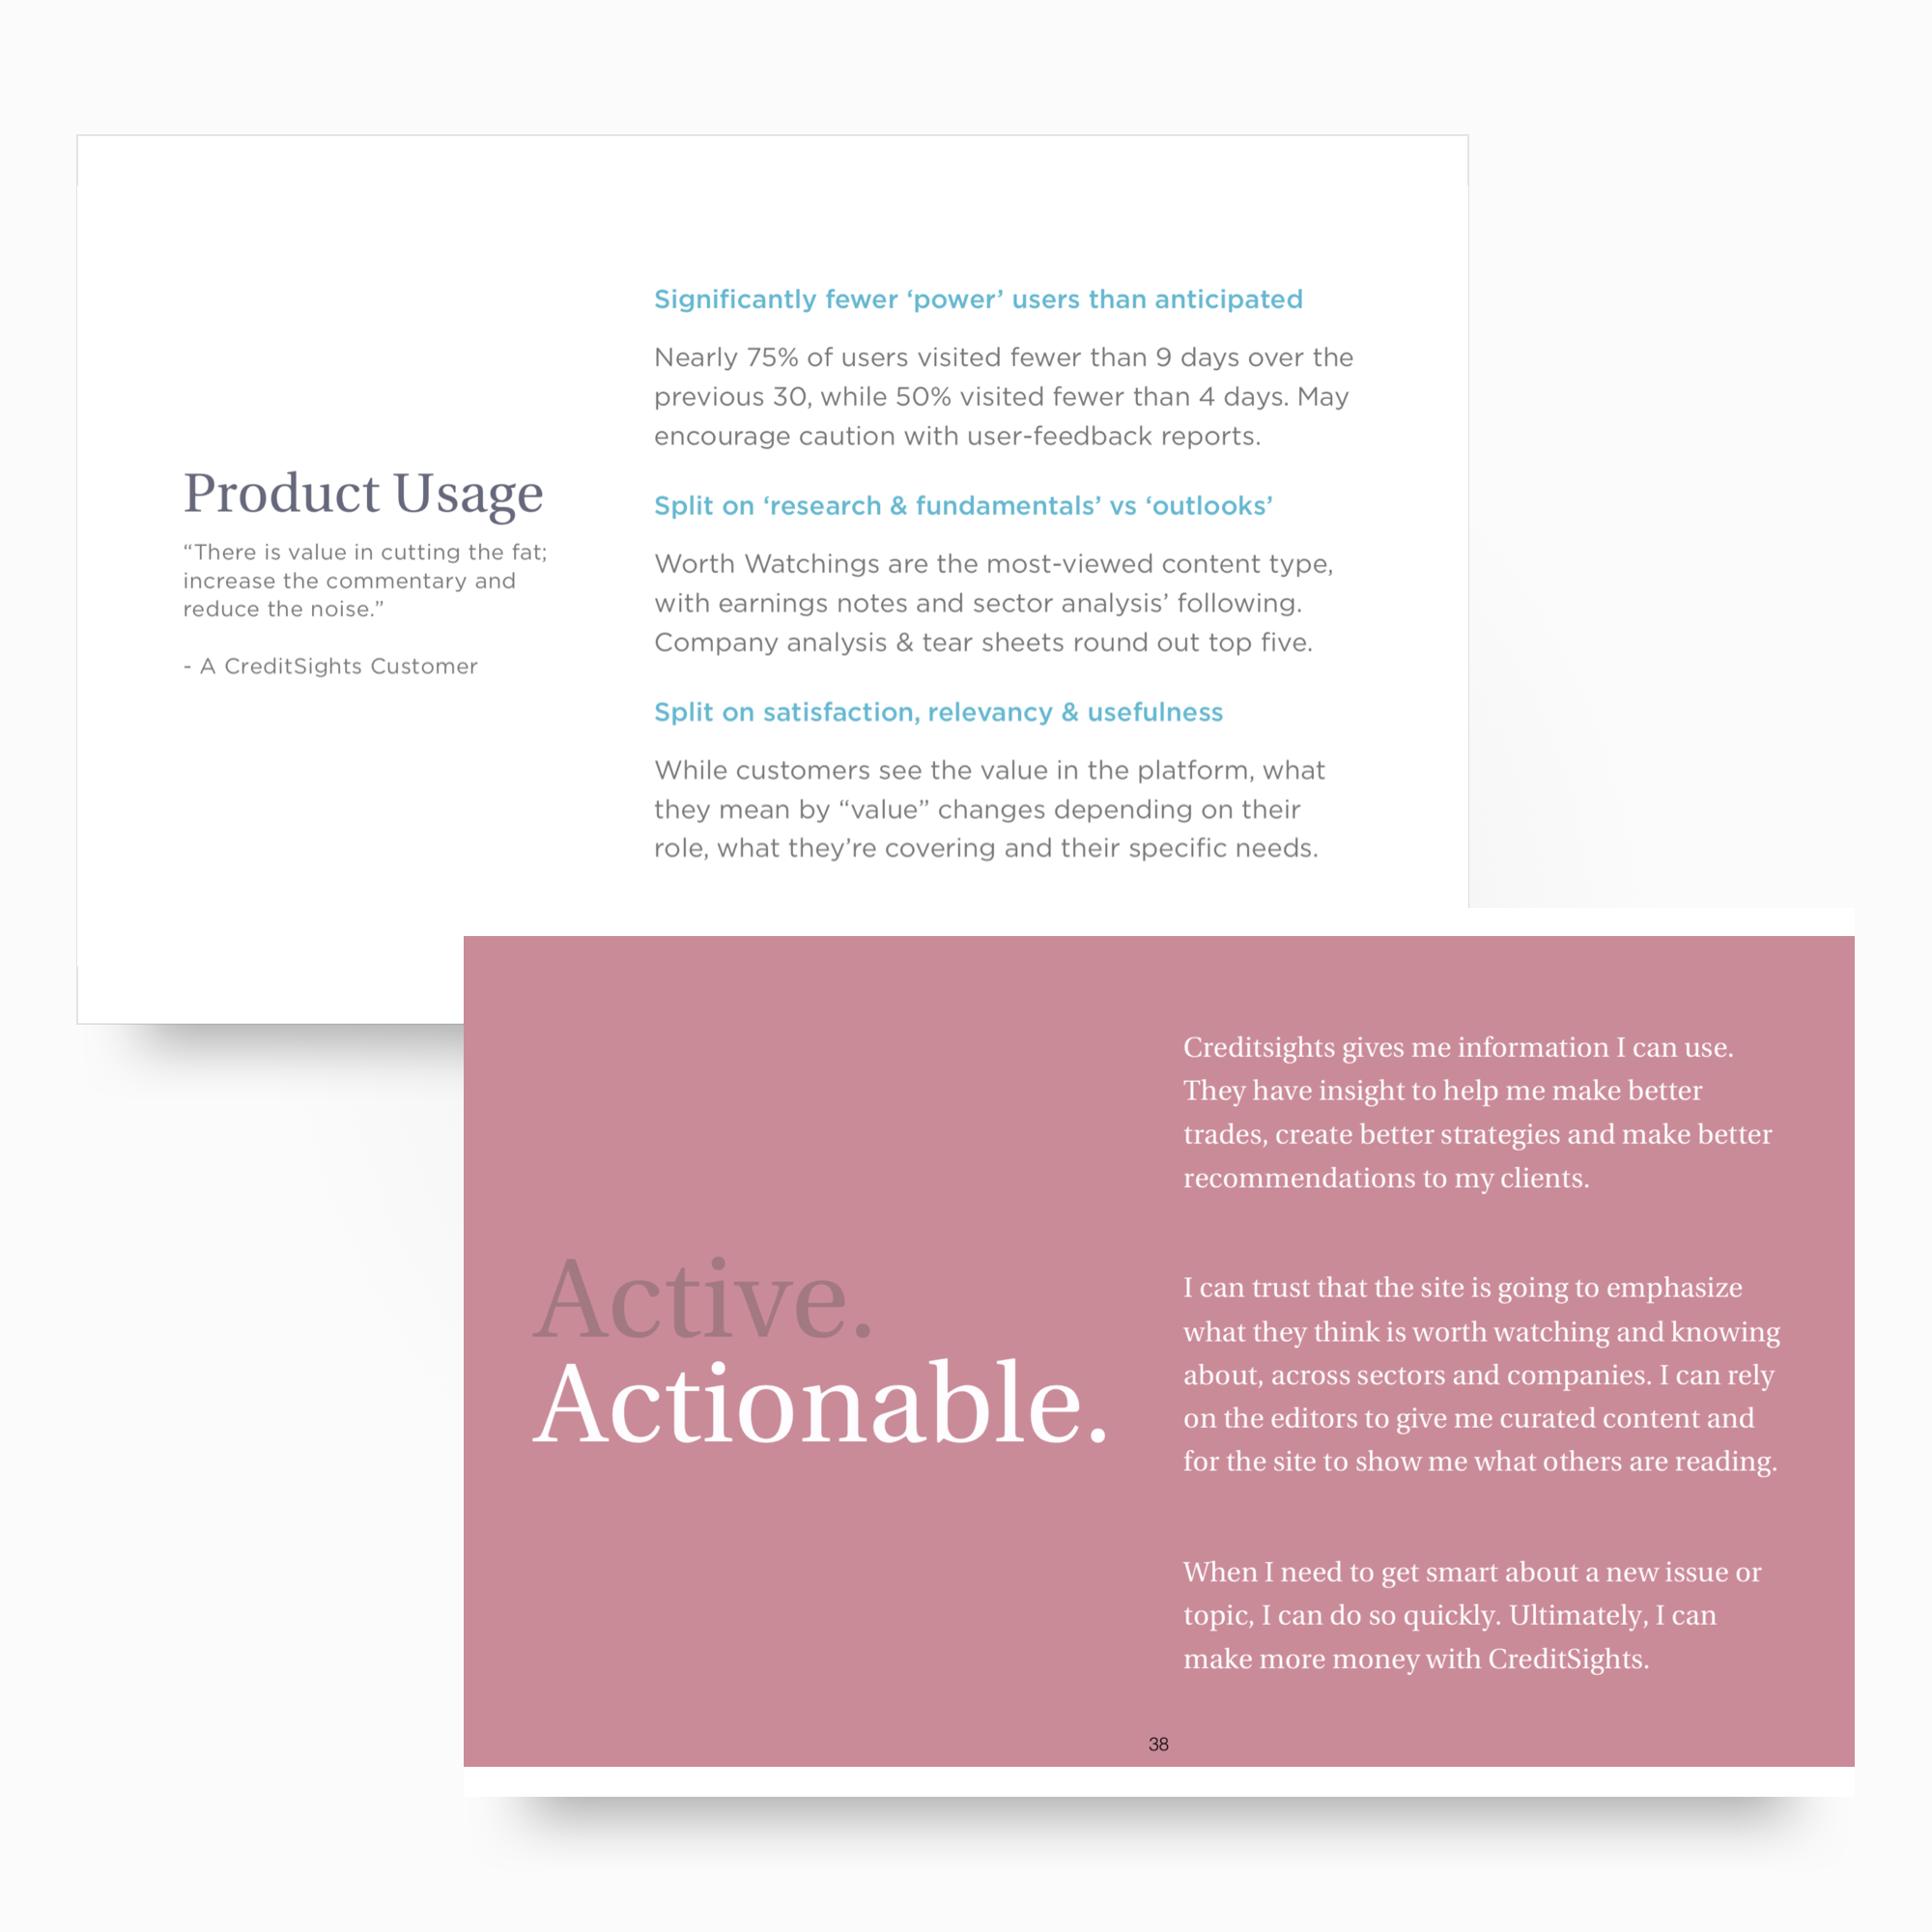 Product Usage
“There is value in cutting the fat;
increase the commentary and
reduce the noise.”
- A CreditSights Customer
Significantly fewer ‘power’ users than anticipated
Nearly 75% of users visited fewer than 9 days over the
previous 30, while 50% visited fewer than 4 days. May
encourage caution with user-feedback reports.
Split on ‘research & fundamentals’ vs ‘outlooks’
Worth Watchings are the most-viewed content type,
with earnings notes and sector analysis’ following.
Company analysis & tear sheets round out top five.
Split on satisfaction, relevancy & usefulness
While customers see the value in the platform, what
they mean by “value” changes depending on their
role, what they’re covering and their specific needs.
Active.
Actionable.
Creditsights gives me information I can use.
They have insight to help me make better
trades, create better strategies and make better
recommendations to my clients.
I can trust that the site is going to emphasize
what they think is worth watching and knowing
about, across sectors and companies. I can rely
on the editors to give me curated content and
for the site to show me what others are reading.
When I need to get smart about a new issue or
topic, I can do so quickly. Ultimately, I can
make more money with CreditSights.
38